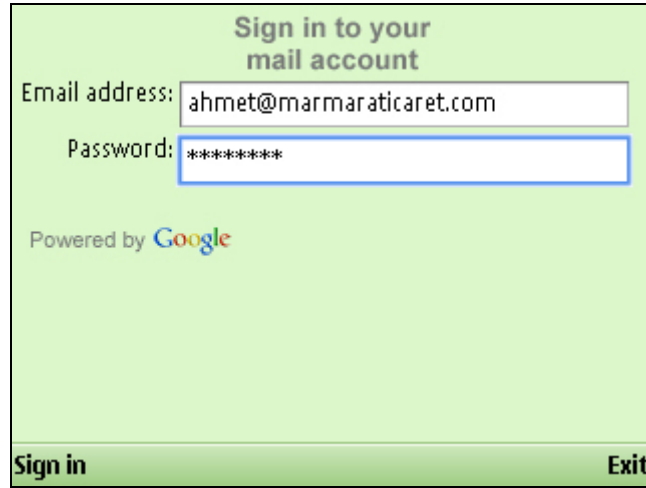 Sign in to your
mail account
Email address: ahmet@marmaraticaret.com
Password: ********
Powered by Google
Sign in Exit